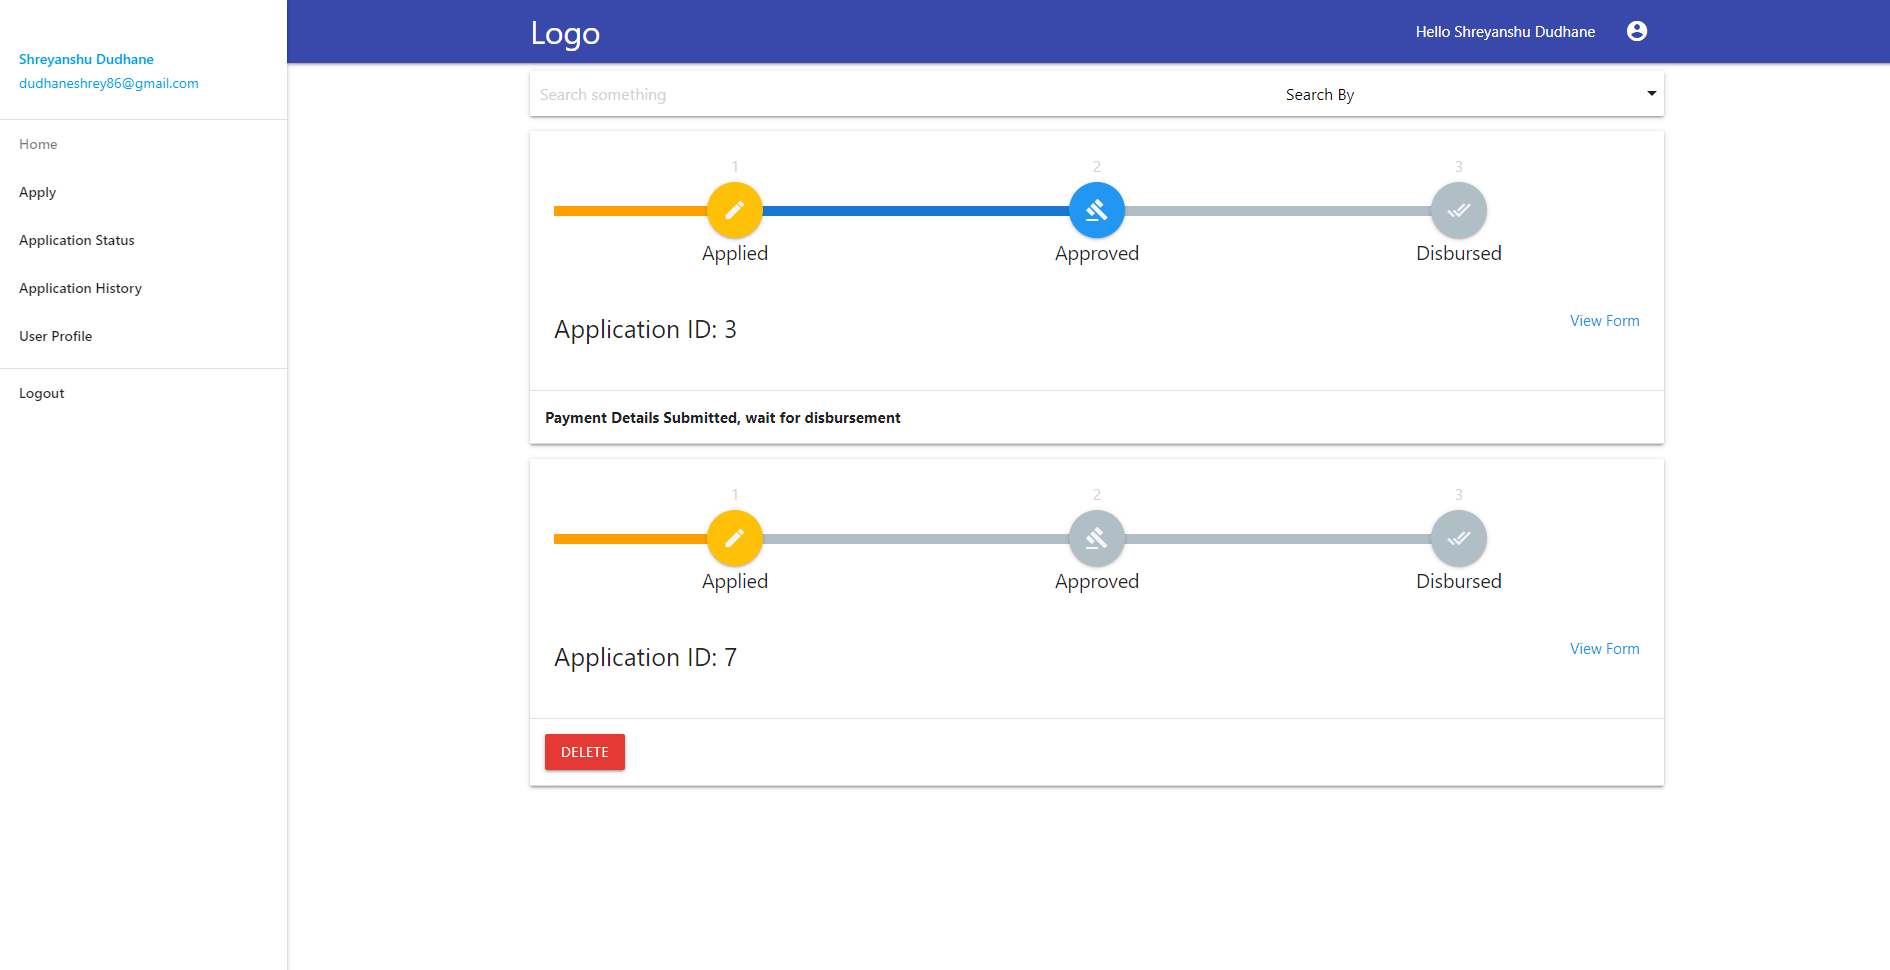 Shreyanshu Dudhane
dudhaneshrey86@gmail.com
Home
Apply
Application Status
Application History
User Profile
Logout
Logo
Hello Shreyanshu Dudhane
Search something
Search By
1
2
3
Applied
Approved
Disbursed
Application ID: 3
View Form
Payment Details Submitted, wait for disbursement
1
2
3
Applied
Approved
Disbursed
Application ID: 7
View Form
DELETE